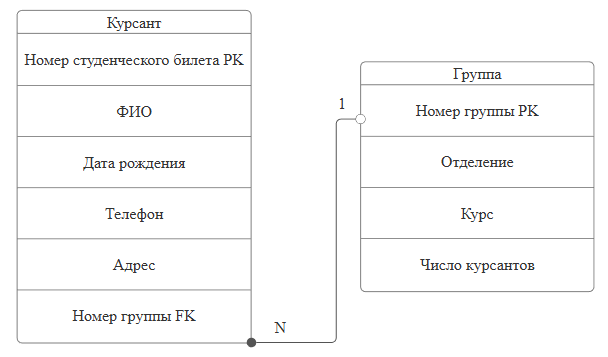 Курсант
Номер студенческого билета PK
ФИО
Дата рождения
Телефон
Адрес
Номер группы FK
N
1
Группа
Номер группы PK
Отделение
Курс
Число курсантов